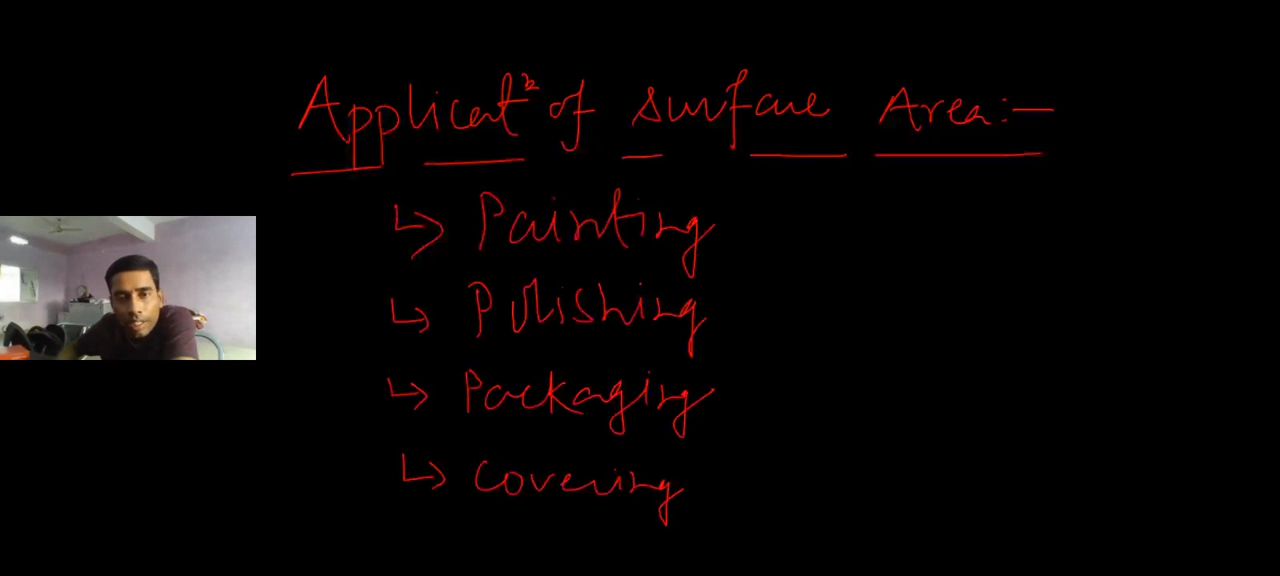 Applicatⁿ of surface Area:-
↳ Painting
↳ Polishing
↳ Packaging
↳ covering